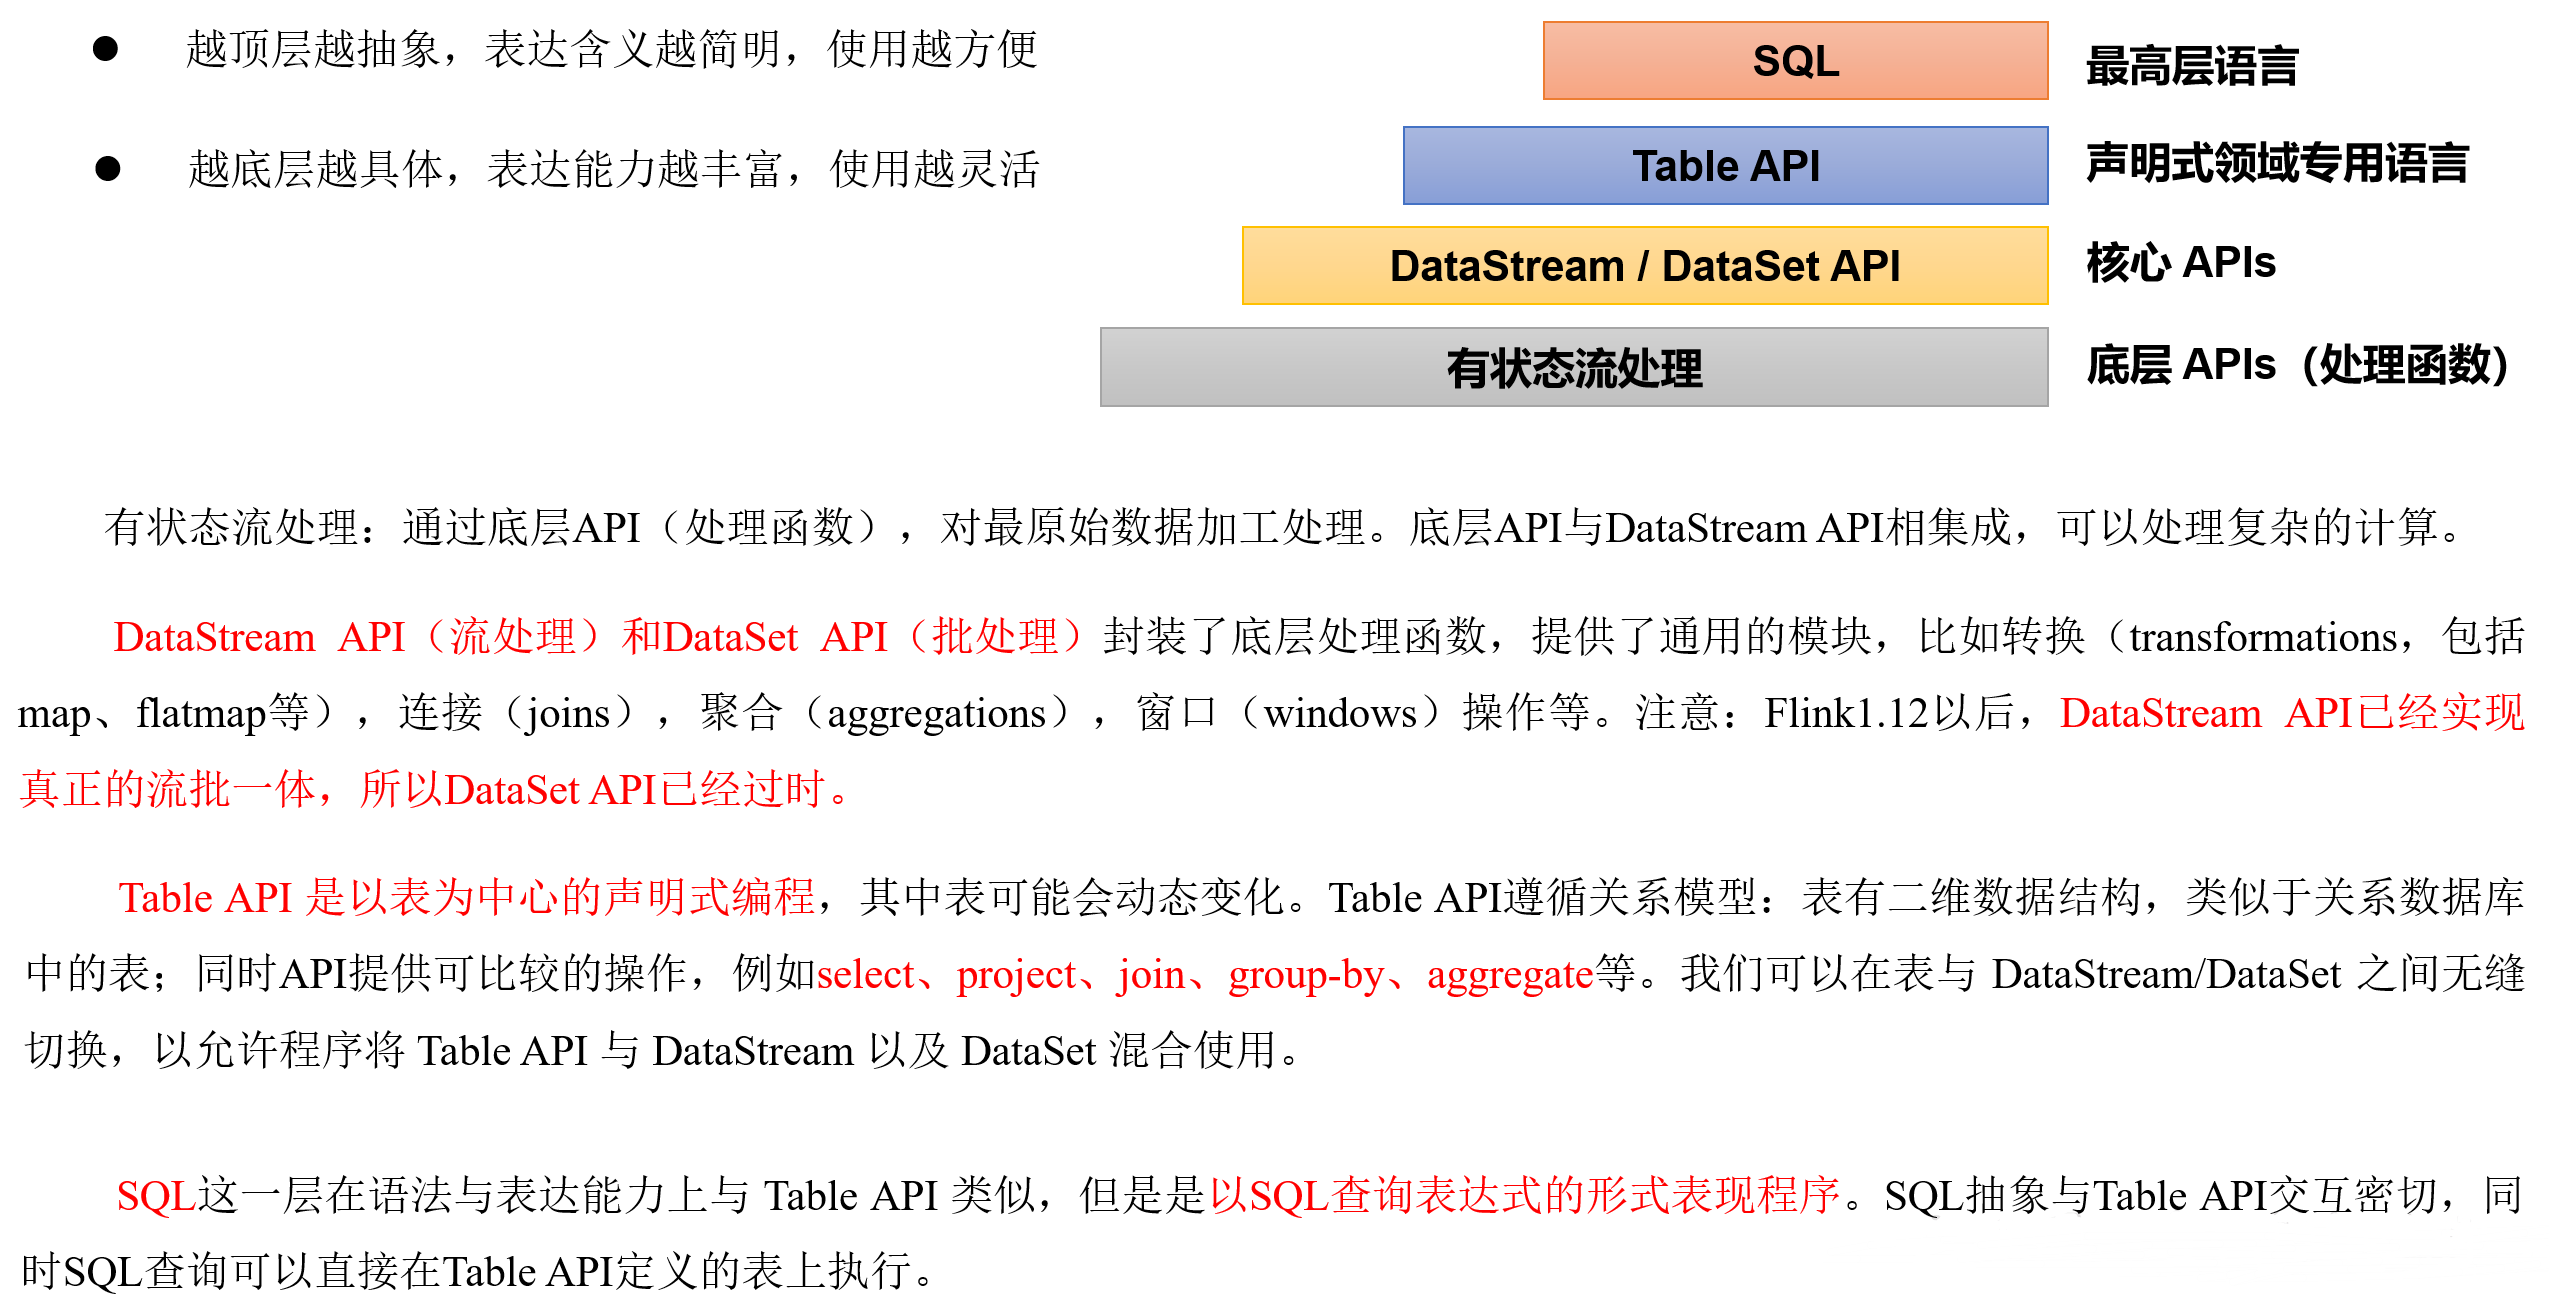 ● 越顶层越抽象，表达含义越简明，使用越方便
● 越底层越具体，表达能力越丰富，使用越灵活
SQL 最高层语言
Table API 声明式领域专用语言
DataStream / DataSet API 核心 APIs
有状态流处理 底层 APIs（处理函数）
有状态流处理：通过底层API（处理函数），对最原始数据加工处理。底层API与DataStream API相集成，可以处理复杂的计算。
DataStream API（流处理）和DataSet API（批处理）封装了底层处理函数，提供了通用的模块，比如转换（transformations，包括
map、flatmap等），连接（joins），聚合（aggregations），窗口（windows）操作等。注意：Flink1.12以后，DataStream API已经实现
真正的流批一体，所以DataSet API已经过时。
Table API 是以表为中心的声明式编程，其中表可能会动态变化。Table API遵循关系模型：表有二维数据结构，类似于关系数据库
中的表；同时API提供可比较的操作，例如select、project、join、group-by、aggregate等。我们可以在表与 DataStream/DataSet 之间无缝
切换，以允许程序将 Table API 与 DataStream 以及 DataSet 混合使用。
SQL这一层在语法与表达能力上与 Table API 类似，但是是以SQL查询表达式的形式表现程序。SQL抽象与Table API交互密切，同
时SQL查询可以直接在Table API定义的表上执行。